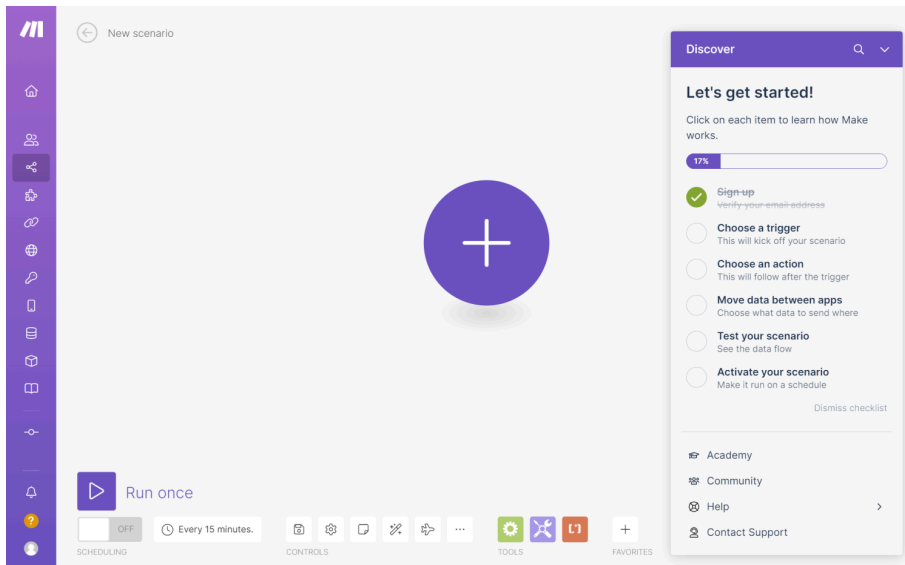 New scenario
Discover
Let's get started!
Click on each item to learn how Make
works.
17%
Sign up
Verify your email address
Choose a trigger
This will kick off your scenario
Choose an action
This will follow after the trigger
Move data between apps
Choose what data to send where
Test your scenario
See the data flow
Activate your scenario
Make it run on a schedule
Dismiss checklist
Academy
Community
Help
Contact Support
Run once
OFF
Every 15 minutes.
SCHEDULING
CONTROLS
TOOLS
FAVORITES